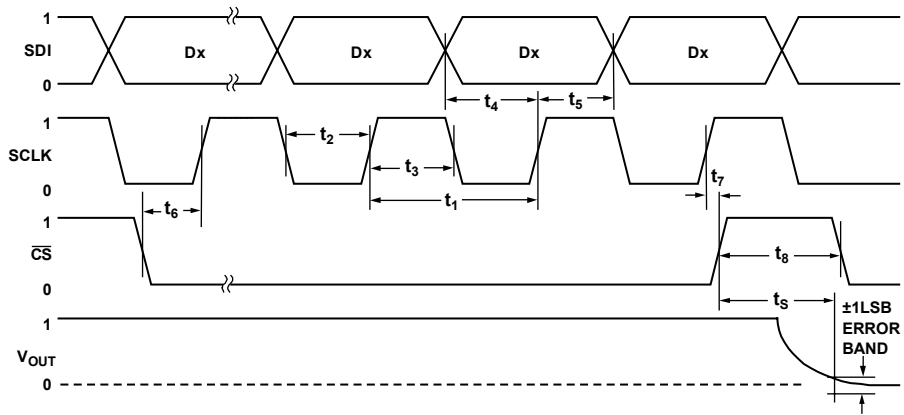 1
SDI
0
Dx
Dx
Dx
Dx
t4
t5
1
SCLK
0
t2
t3
t1
t6
t7
1
CS
0
t8
tS
1
VOUT
0
±1LSB
ERROR
BAND